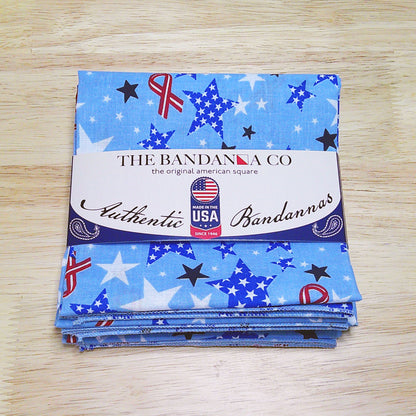 THE BANDANNA CO
the original american square
Authentic Bandannas
MADE IN THE
USA
SINCE 1946